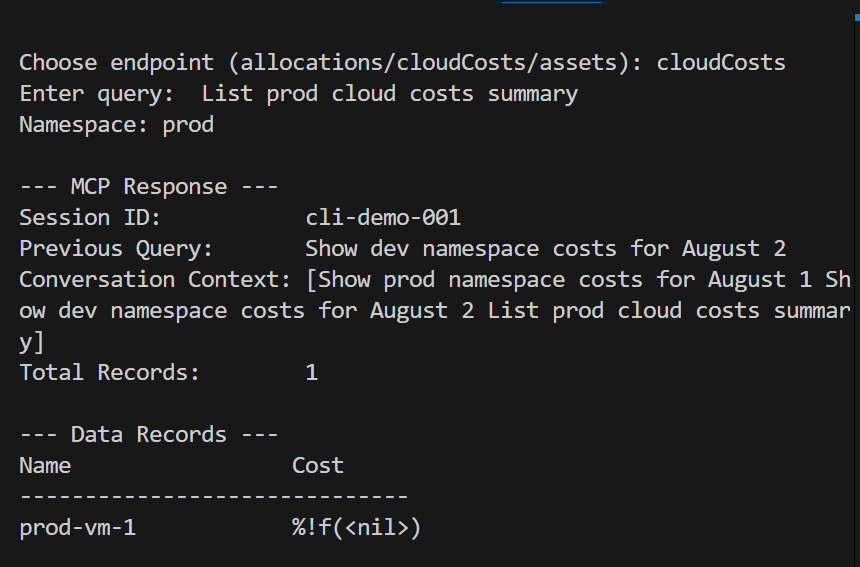 Choose endpoint (allocations/cloudCosts/assets): cloudCosts
Enter query:  List prod cloud costs summary
Namespace: prod

--- MCP Response ---
Session ID:           cli-demo-001
Previous Query:       Show dev namespace costs for August 2
Conversation Context: [Show prod namespace costs for August 1 Sh
ow dev namespace costs for August 2 List prod cloud costs summar
y]
Total Records:        1

--- Data Records ---
Name                 Cost
------------------------------
prod-vm-1            %!f(<nil>)